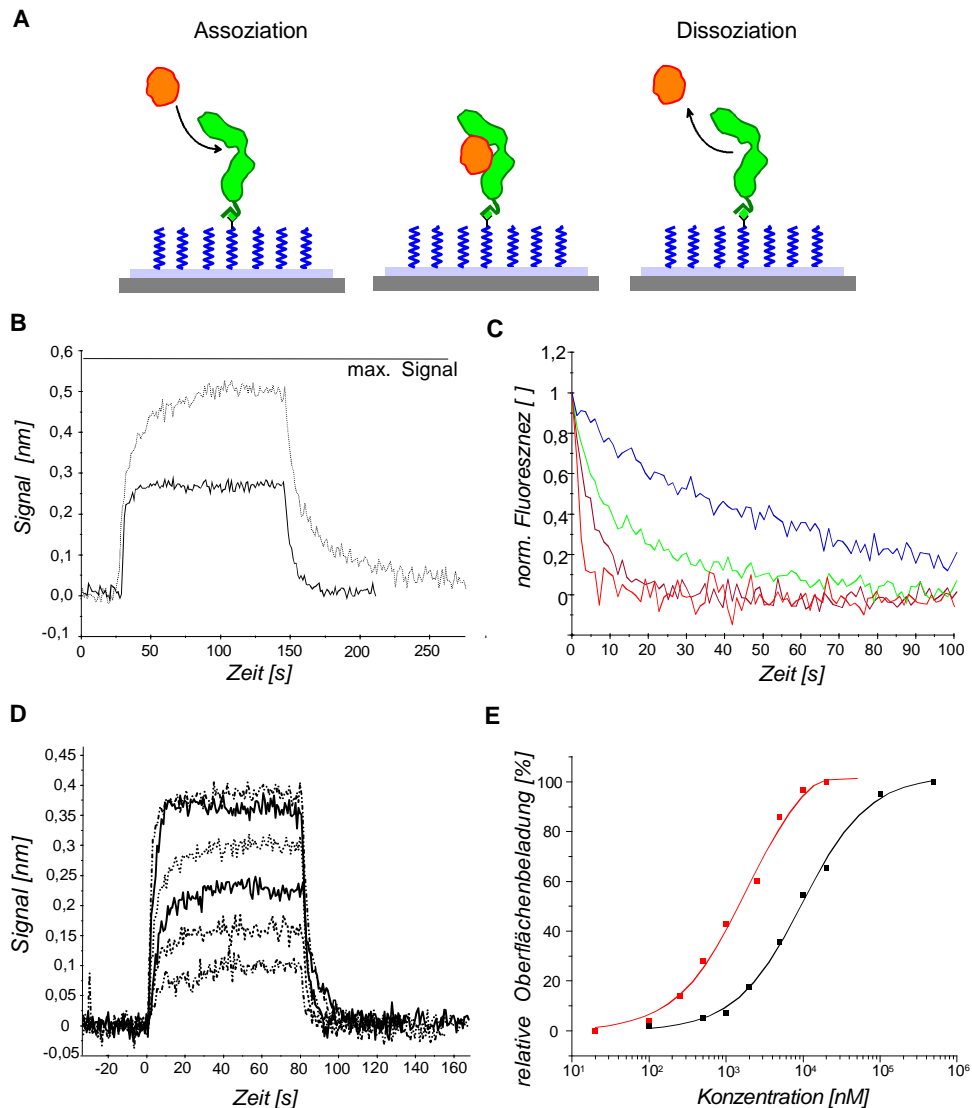 A
Assoziation
Dissoziation
B
0,6
0,5
0,4
0,3
0,2
0,1
0,0
-0,1
max. Signal
Signal [nm]
0 50 100 150 200 250
Zeit [s]
C
1,2
1
0,8
0,6
0,4
0,2
0
norm. Fluoresznez [ ]
0 10 20 30 40 50 60 70 80 90 100
Zeit [s]
D
0,45
0,4
0,35
0,3
0,25
0,2
0,15
0,1
0,05
0
-0,05
Signal [nm]
-20 0 20 40 60 80 100 120 140 160
Zeit [s]
E
100
80
60
40
20
0
relative Oberflächenbeladung [%]
10¹ 10² 10³ 10⁴ 10⁵ 10⁶
Konzentration [nM]